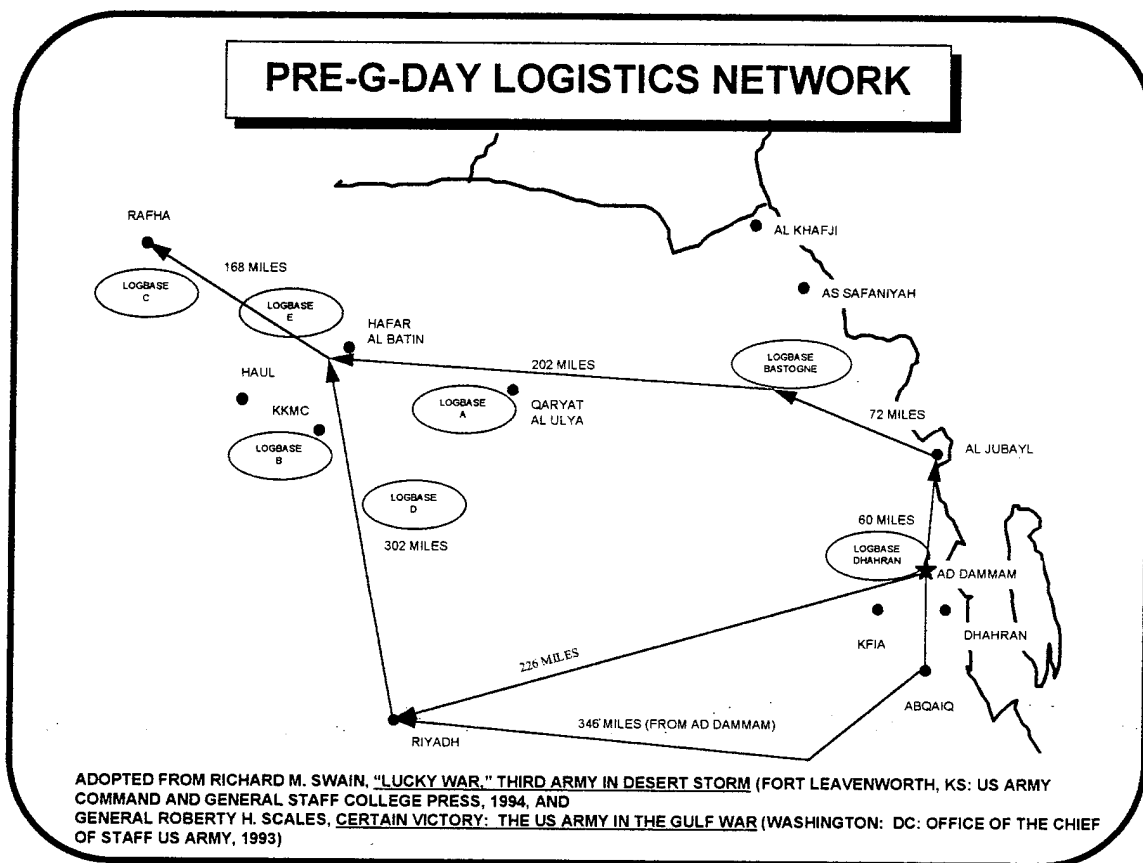 PRE-G-DAY LOGISTICS NETWORK
RAFHA
AL KHAFJI
168 MILES
LOGBASE
C
AS SAFANIYAH
LOGBASE
E
HAFAR
AL BATIN
LOGBASE
BASTOGNE
202 MILES
HAUL
QARYAT
AL ULYA
LOGBASE
A
KKMC
72 MILES
LOGBASE
B
AL JUBAYL
LOGBASE
D
302 MILES
60 MILES
LOGBASE
DHAHRAN
AD DAMMAM
KFIA
DHAHRAN
226 MILES
ABQAIQ
346 MILES (FROM AD DAMMAM)
RIYADH
ADOPTED FROM RICHARD M. SWAIN, "LUCKY WAR," THIRD ARMY IN DESERT STORM (FORT LEAVENWORTH, KS: US ARMY
COMMAND AND GENERAL STAFF COLLEGE PRESS, 1994, AND
GENERAL ROBERTY H. SCALES, CERTAIN VICTORY: THE US ARMY IN THE GULF WAR (WASHINGTON: DC: OFFICE OF THE CHIEF
OF STAFF US ARMY, 1993)